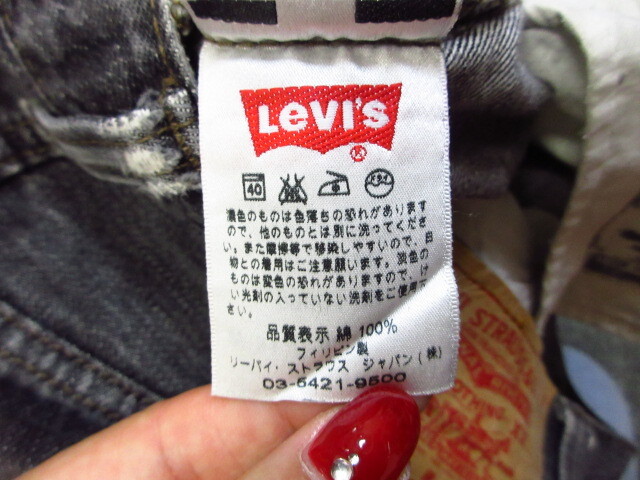 Levi's
®
40
濃色のものは色落ちの恐れがあります
ので、他のものとは別に洗ってくださ
い。また摩擦等で移染しやすいので、白
物との着用はご注意願います。淡色の
ものは変色の恐れがありますので、け
い光剤の入っていない洗剤をご使用下
さい
品質表示 綿 100%
フィリピン製
リーバイ・ストラウス ジャパン(株)
03-5421-9500